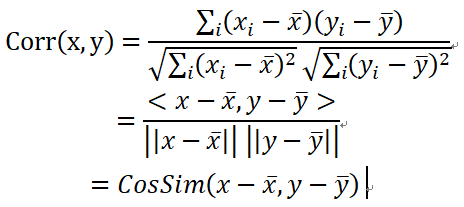 Corr(x,y) = ∑ᵢ(xᵢ − x̄)(yᵢ − ȳ) / √∑ᵢ(xᵢ − x̄)² √∑ᵢ(yᵢ − ȳ)²
= < x − x̄, y − ȳ > / ||x − x̄|| ||y − ȳ||
= CosSim(x − x̄, y − ȳ)